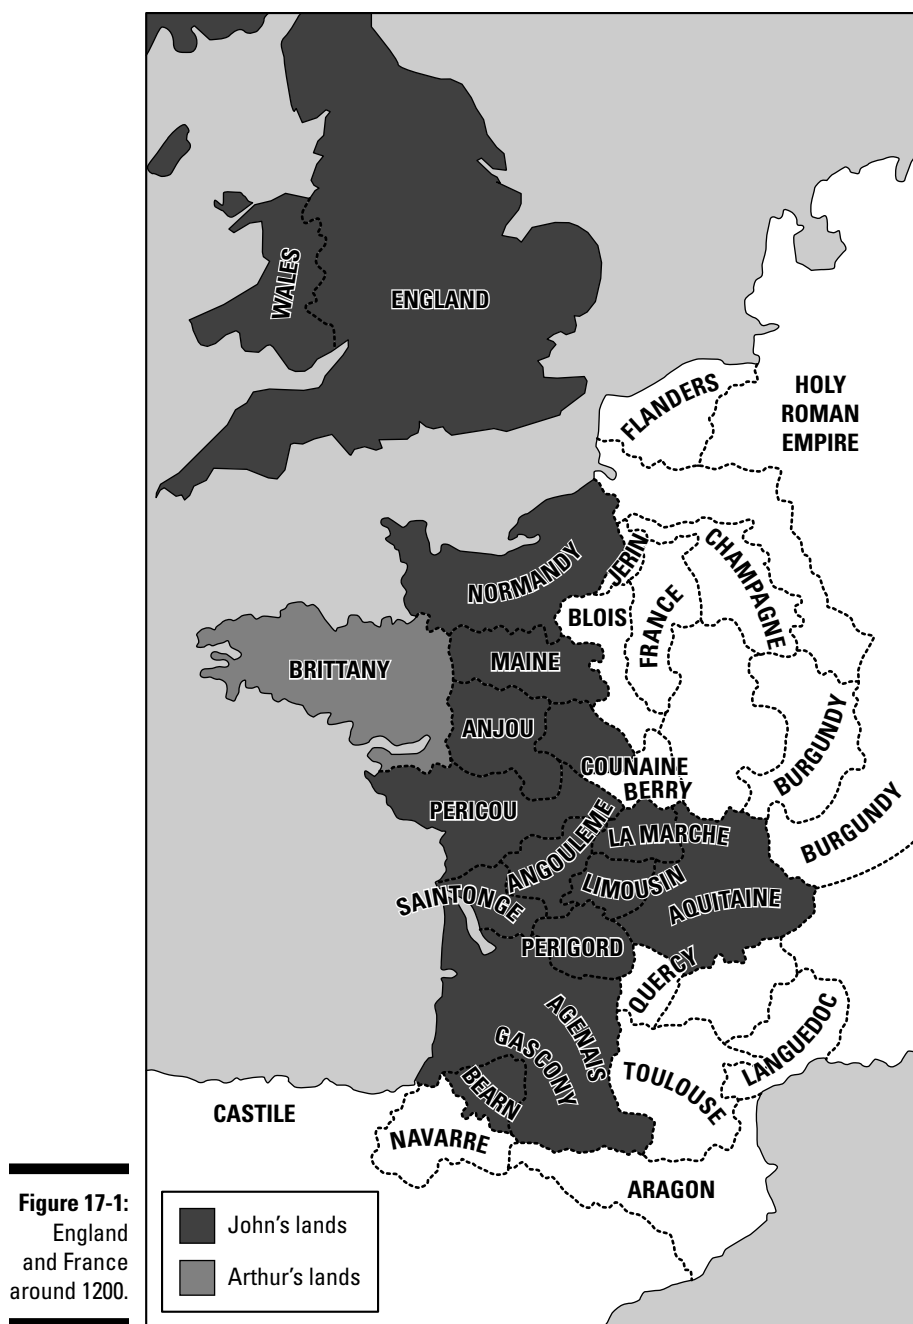 WALES
ENGLAND
FLANDERS
HOLY
ROMAN
EMPIRE
NORMANDY
JERIN
CHAMPAGNE
BLOIS
FRANCE
BRITTANY
MAINE
ANJOU
BURGUNDY
COUNAINE
BERRY
PERICOU
ANGOULEME
LA MARCHE
BURGUNDY
SAINTONGE
LIMOUSIN
AQUITAINE
PERIGORD
QUERCY
AGENAIS
GASCONY
LANGUEDOC
BEARN
TOULOUSE
CASTILE
NAVARRE
ARAGON
John's lands
Arthur's lands
Figure 17-1:
England
and France
around 1200.